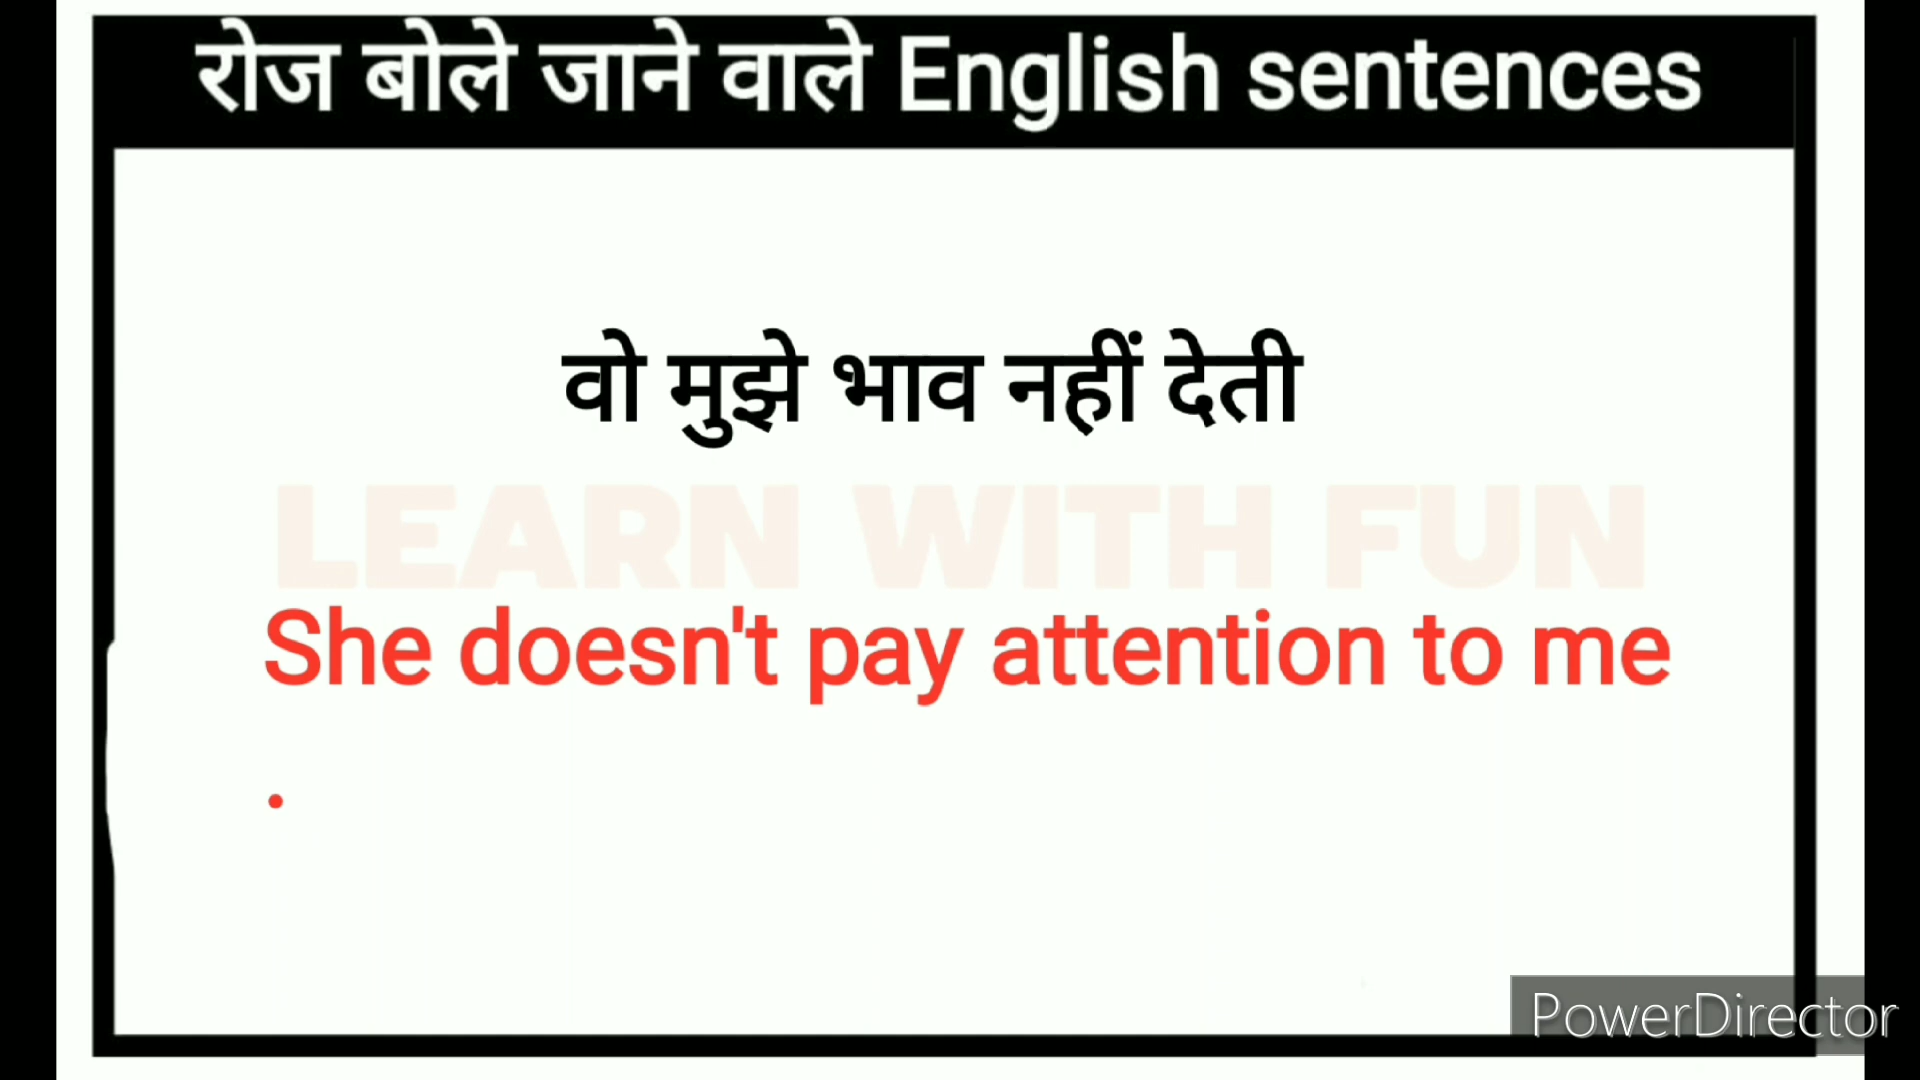 रोज बोले जाने वाले English sentences
वो मुझे भाव नहीं देती
LEARN WITH FUN
She doesn't pay attention to me
.
PowerDirector